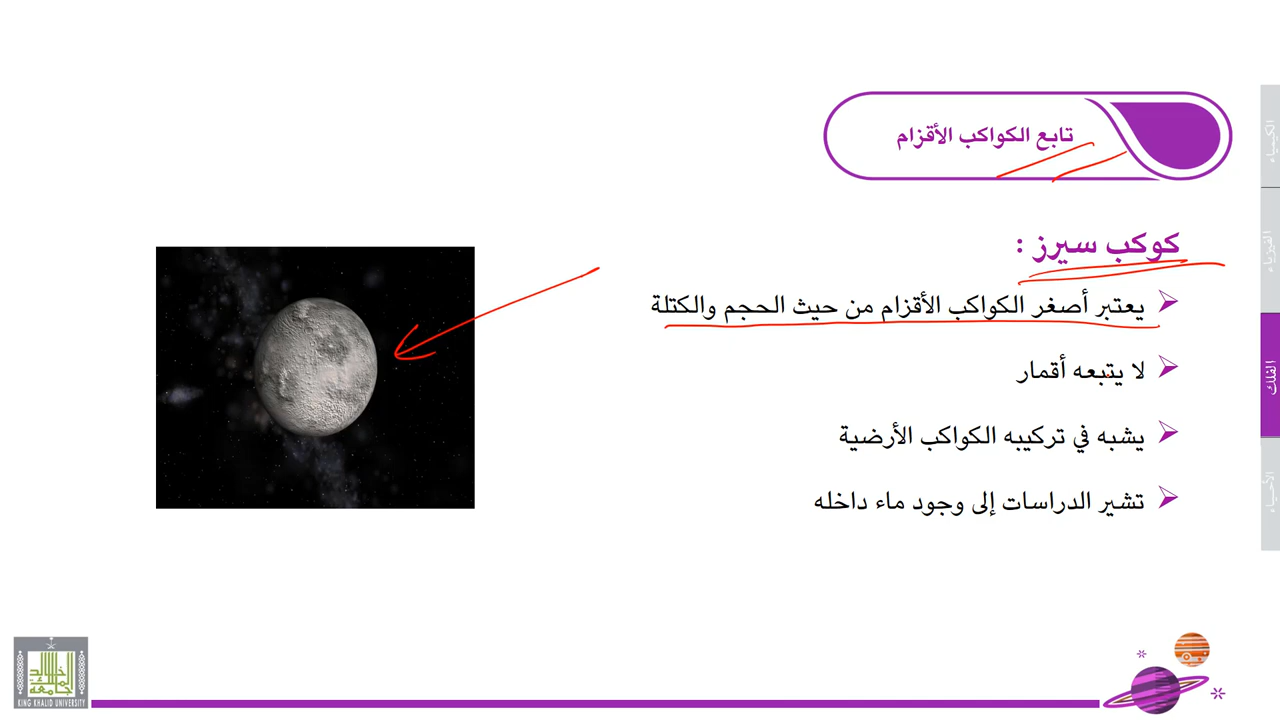 تابع الكواكب الأقزام
كوكب سيرز :
يعتبر أصغر الكواكب الأقزام من حيث الحجم والكتلة
لا يتبعه أقمار
يشبه في تركيبه الكواكب الأرضية
تشير الدراسات إلى وجود ماء داخله
الكيمياء
الفيزياء
الفلك
الأحياء
جامعة الملك خالد
KING KHALID UNIVERSITY